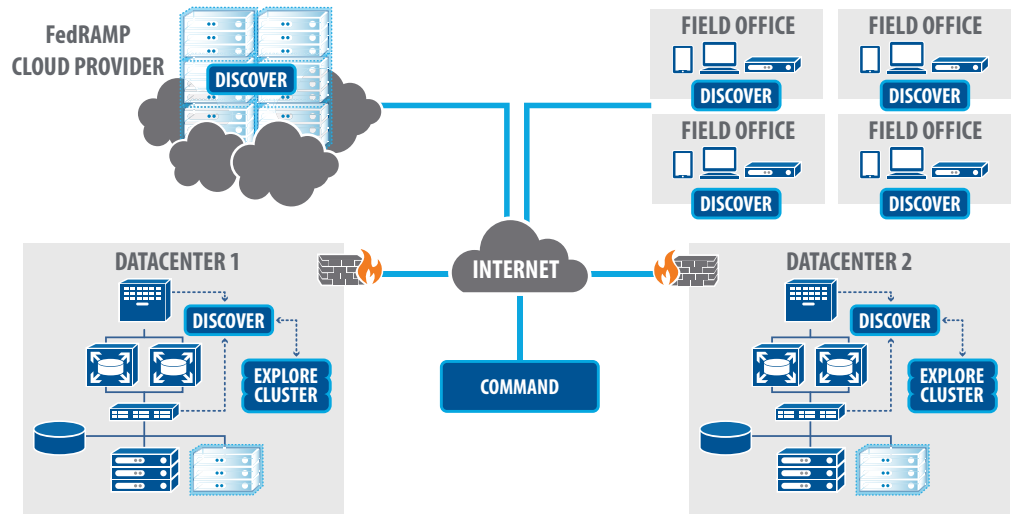 FedRAMP
CLOUD PROVIDER
DISCOVER
FIELD OFFICE
DISCOVER
FIELD OFFICE
DISCOVER
FIELD OFFICE
DISCOVER
FIELD OFFICE
DISCOVER
INTERNET
DATACENTER 1
DISCOVER
EXPLORE
CLUSTER
COMMAND
DATACENTER 2
DISCOVER
EXPLORE
CLUSTER